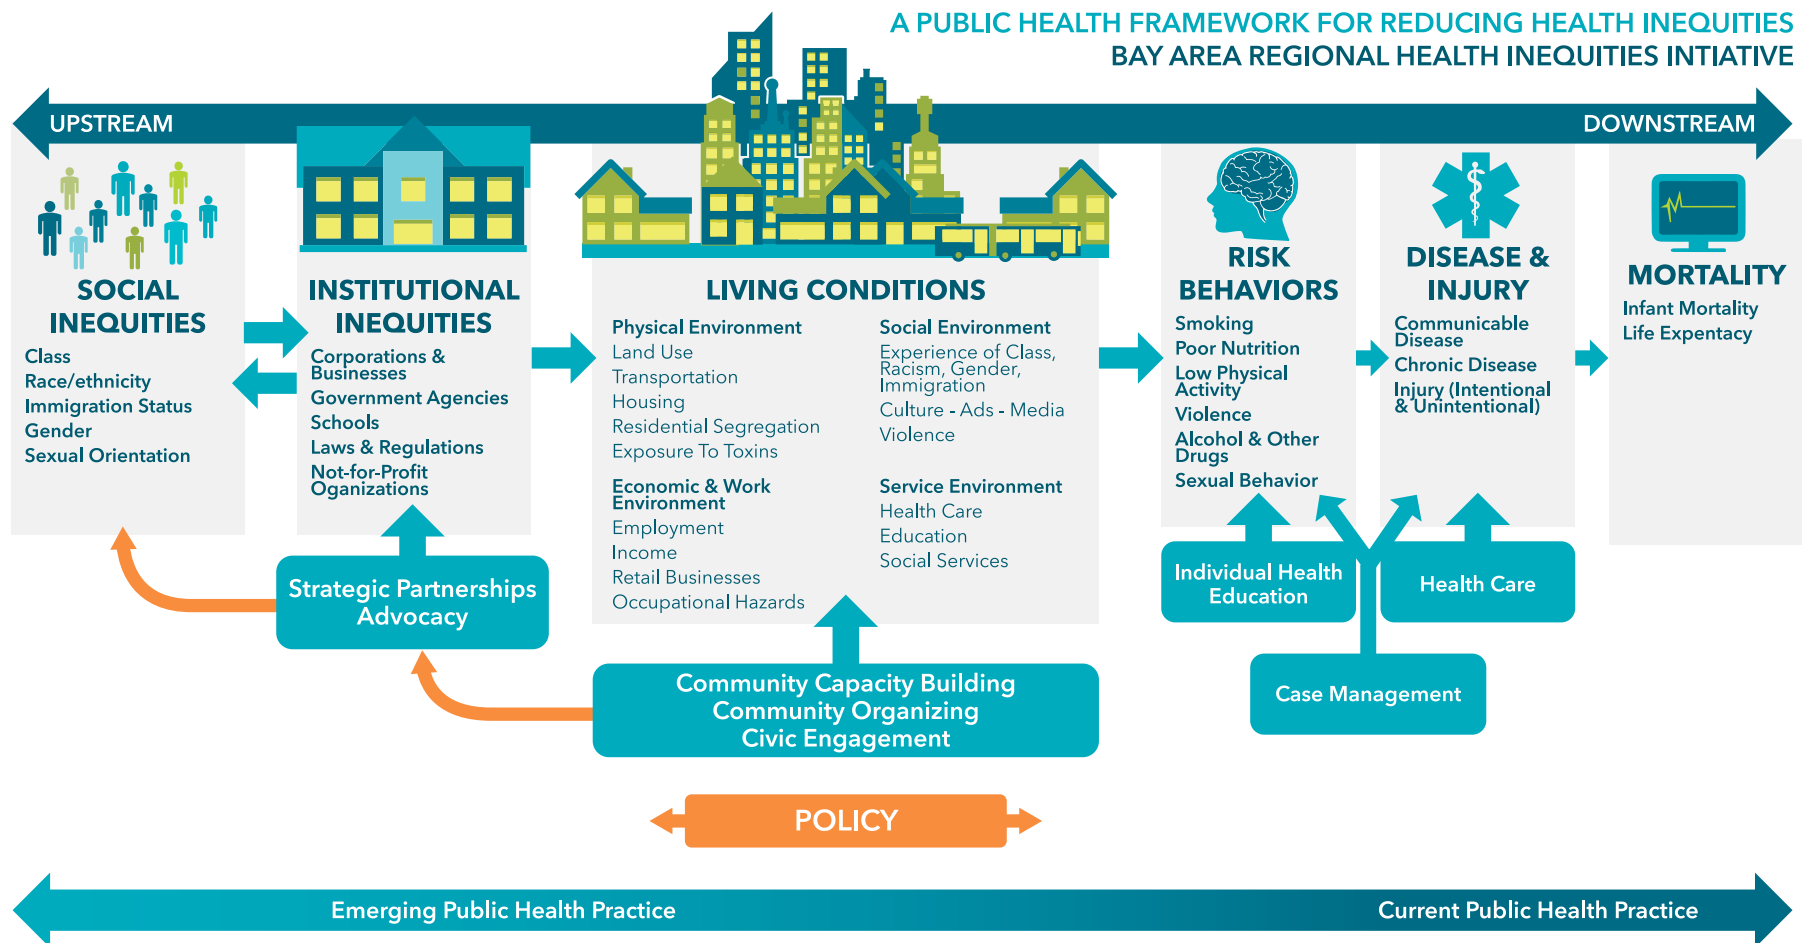 A PUBLIC HEALTH FRAMEWORK FOR REDUCING HEALTH INEQUITIES
BAY AREA REGIONAL HEALTH INEQUITIES INTIATIVE
UPSTREAM
DOWNSTREAM
SOCIAL
INEQUITIES
Class
Race/ethnicity
Immigration Status
Gender
Sexual Orientation
INSTITUTIONAL
INEQUITIES
Corporations &
Businesses
Government Agencies
Schools
Laws & Regulations
Not-for-Profit
Oganizations
LIVING CONDITIONS
Physical Environment
Land Use
Transportation
Housing
Residential Segregation
Exposure To Toxins
Economic & Work
Environment
Employment
Income
Retail Businesses
Occupational Hazards
Social Environment
Experience of Class,
Racism, Gender,
Immigration
Culture - Ads - Media
Violence
Service Environment
Health Care
Education
Social Services
RISK
BEHAVIORS
Smoking
Poor Nutrition
Low Physical
Activity
Violence
Alcohol & Other
Drugs
Sexual Behavior
DISEASE &
INJURY
Communicable
Disease
Chronic Disease
Injury (Intentional
& Unintentional)
MORTALITY
Infant Mortality
Life Expentacy
Strategic Partnerships
Advocacy
Community Capacity Building
Community Organizing
Civic Engagement
Individual Health
Education
Health Care
Case Management
POLICY
Emerging Public Health Practice
Current Public Health Practice